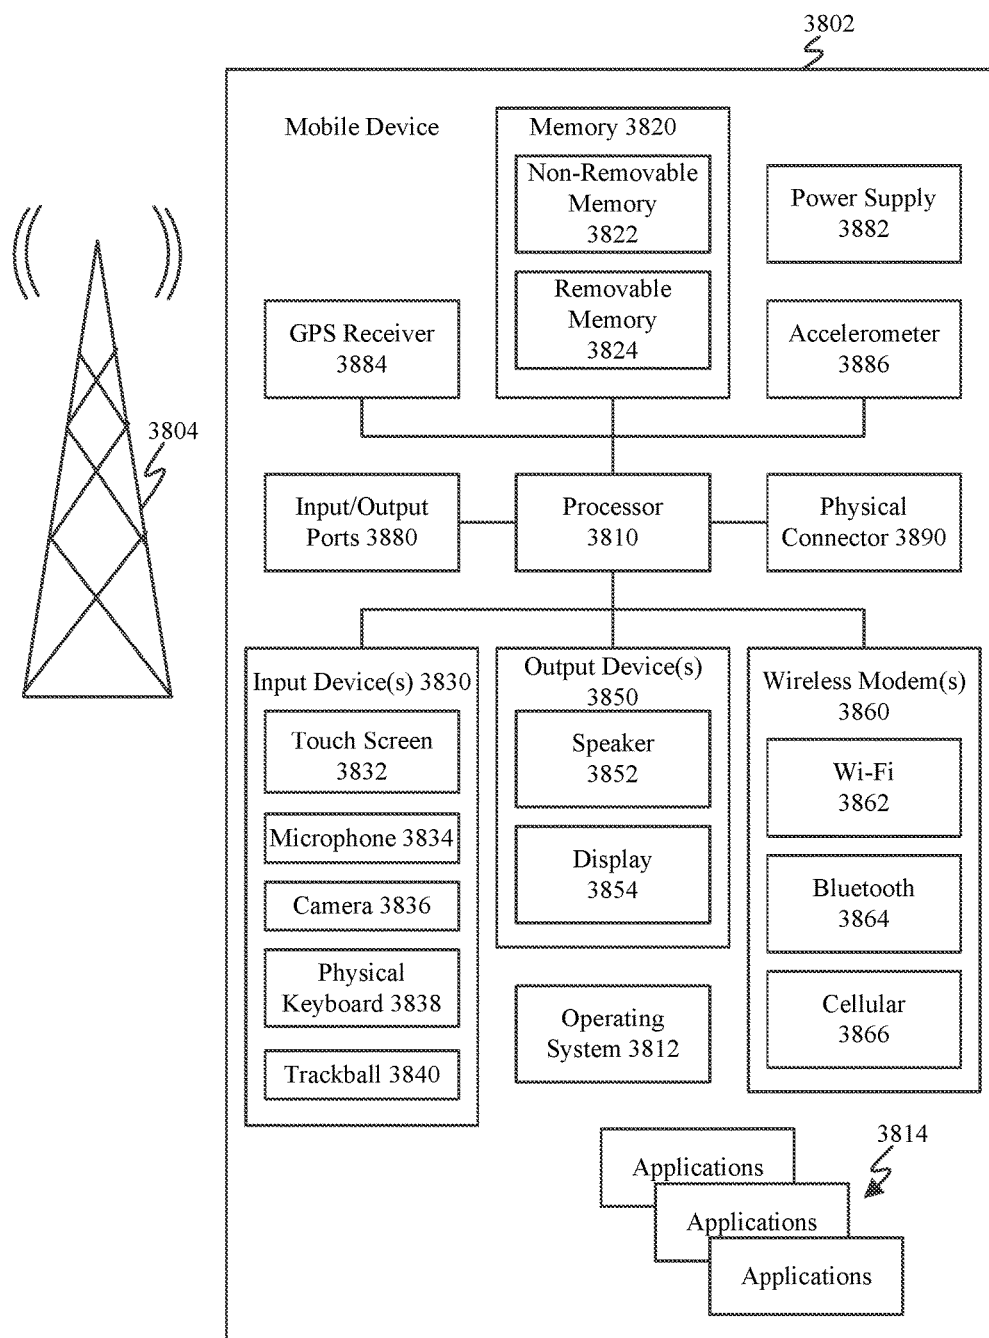 3802
Mobile Device
Memory 3820
Non-Removable
Memory
3822
Removable
Memory
3824
Power Supply
3882
GPS Receiver
3884
Accelerometer
3886
3804
Input/Output
Ports 3880
Processor
3810
Physical
Connector 3890
Input Device(s) 3830
Touch Screen
3832
Microphone 3834
Camera 3836
Physical
Keyboard 3838
Trackball 3840
Output Device(s)
3850
Speaker
3852
Display
3854
Wireless Modem(s)
3860
Wi-Fi
3862
Bluetooth
3864
Cellular
3866
Operating
System 3812
3814
Applications
Applications
Applications